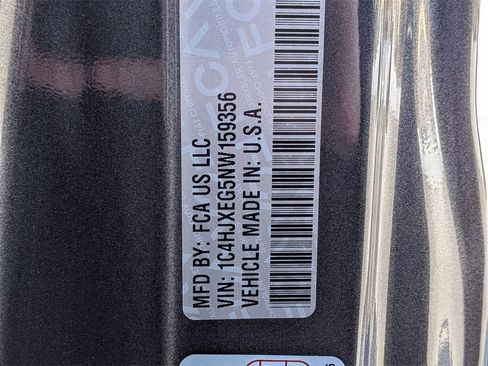 MFD BY: FCA US LLC
VIN: 1C4HJXEG5NW159356
VEHICLE MADE IN: U.S.A.